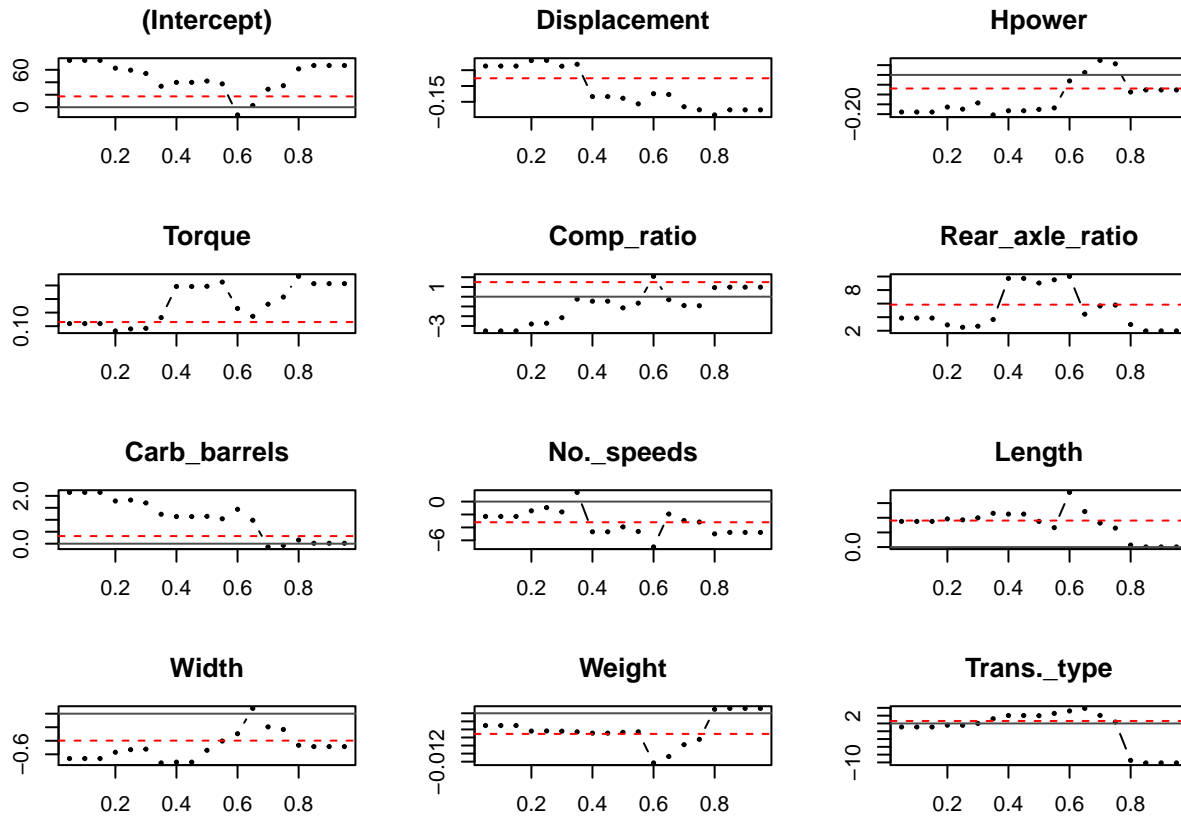 (Intercept) Displacement Hpower
60
0
−0.15
−0.20
0.2 0.4 0.6 0.8 0.2 0.4 0.6 0.8 0.2 0.4 0.6 0.8
Torque Comp_ratio Rear_axle_ratio
0.10
1
−3
8
2
0.2 0.4 0.6 0.8 0.2 0.4 0.6 0.8 0.2 0.4 0.6 0.8
Carb_barrels No._speeds Length
2.0
0.0
0
−6
0.0
0.2 0.4 0.6 0.8 0.2 0.4 0.6 0.8 0.2 0.4 0.6 0.8
Width Weight Trans._type
−0.6
−0.012
2
−10
0.2 0.4 0.6 0.8 0.2 0.4 0.6 0.8 0.2 0.4 0.6 0.8